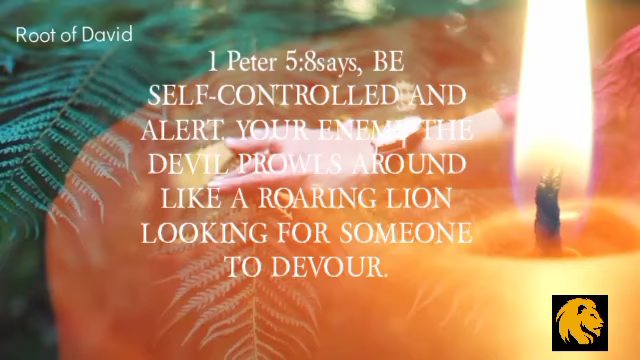 Root of David
1 Peter 5:8says, BE
SELF-CONTROLLED AND
ALERT. YOUR ENEMY THE
DEVIL PROWLS AROUND
LIKE A ROARING LION
LOOKING FOR SOMEONE
TO DEVOUR.